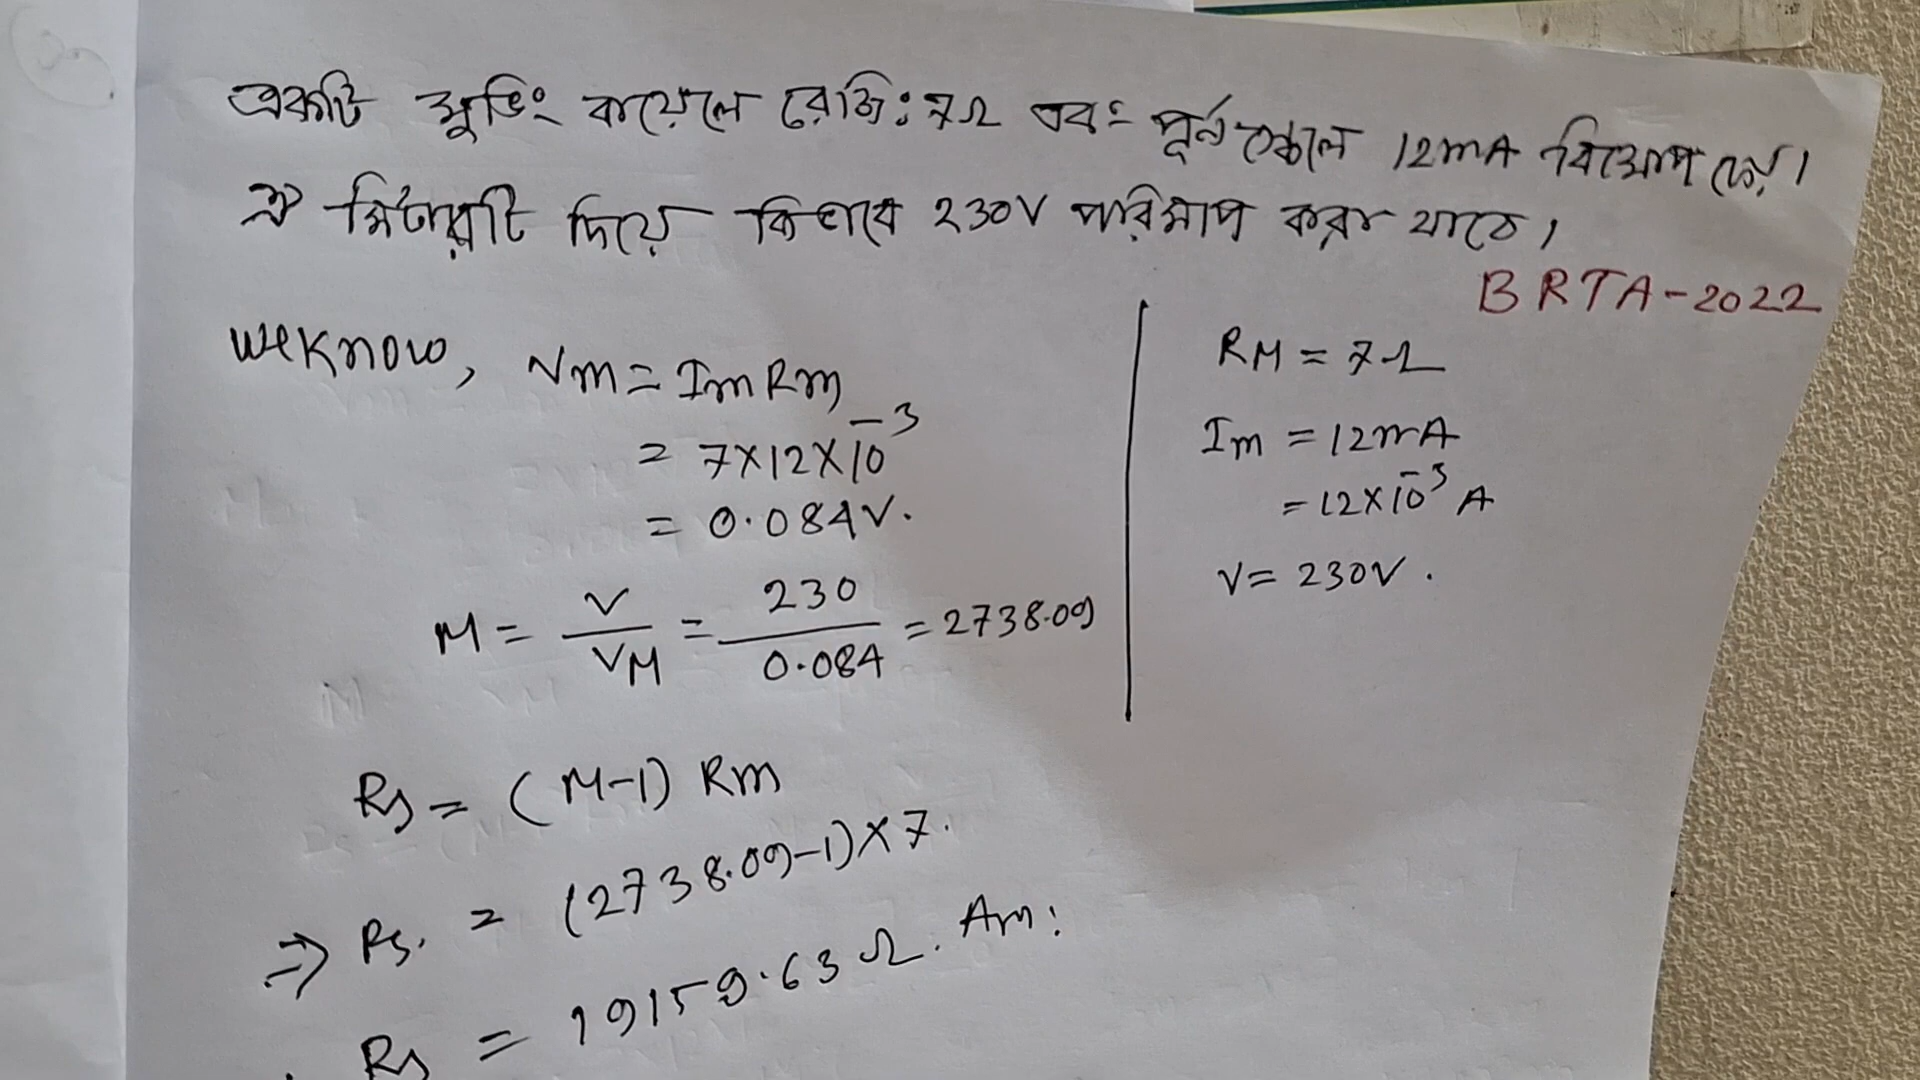 একটি মুভিং কয়েলে রেজি: 7Ω এবং পূর্ন স্কেলে 12mA বিক্ষেপ দেয়।
ঐ মিটারটি দিয়ে কিভাবে 230V পরিমাপ করা যাবে।
BRTA-2022
We Know, Vm = Im Rm
= 7×12×10⁻³
= 0.084V.
M = V/VM = 230/0.084 = 2738.09
RM = 7Ω
Im = 12mA
= 12×10⁻³ A
V = 230V.
Rs = (M-1) Rm
⇒ Rs. = (2738.09-1)×7.
Rs = 19159.63 Ω. Am: